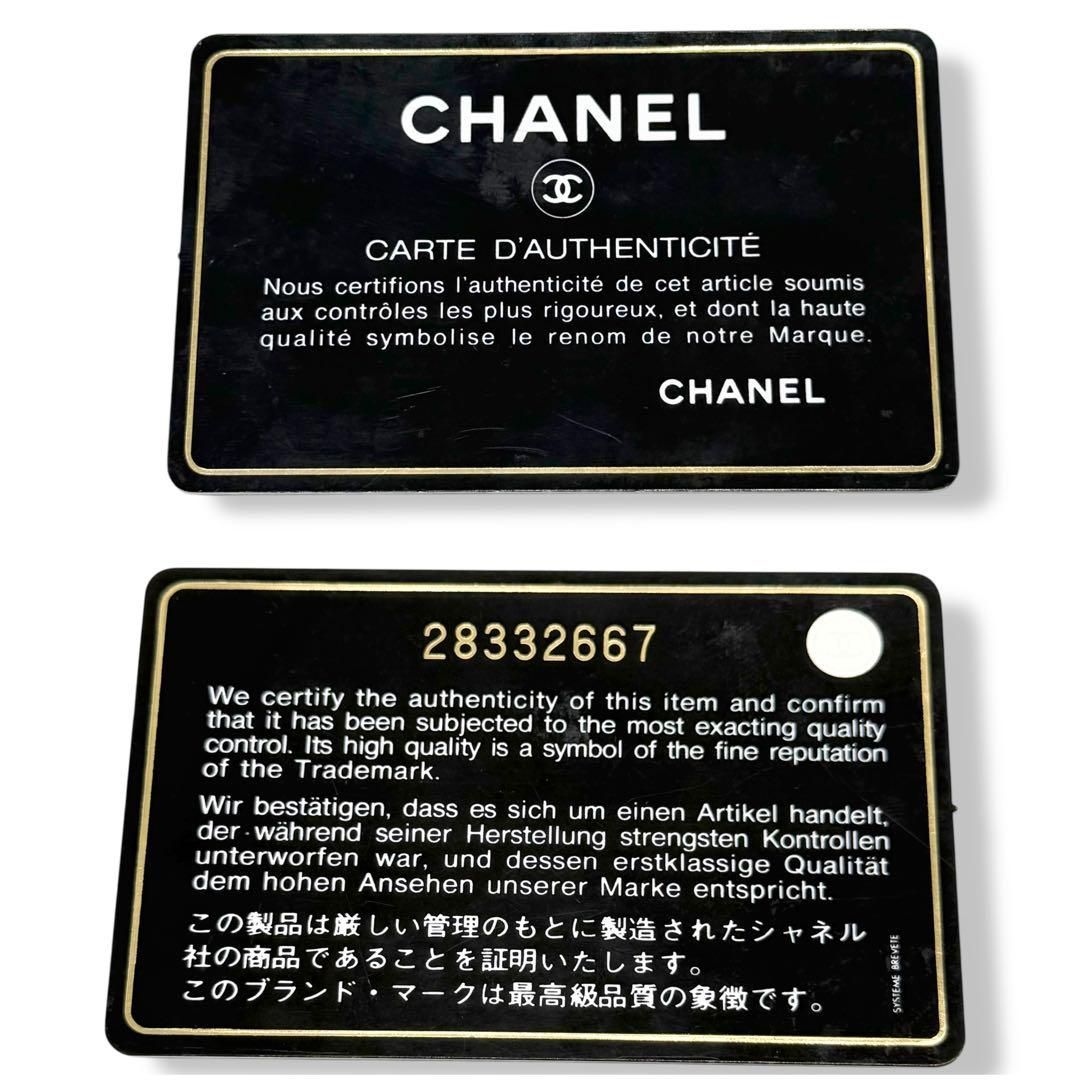 CHANEL
CARTE D'AUTHENTICITÉ
Nous certifions l'authenticité de cet article soumis
aux contrôles les plus rigoureux, et dont la haute
qualité symbolise le renom de notre Marque.
CHANEL
28332667
We certify the authenticity of this item and confirm
that it has been subjected to the most exacting quality
control. Its high quality is a symbol of the fine reputation
of the Trademark.
Wir bestätigen, dass es sich um einen Artikel handelt,
der während seiner Herstellung strengsten Kontrollen
unterworfen war, und dessen erstklassige Qualität
dem hohen Ansehen unserer Marke entspricht.
この製品は厳しい管理のもとに製造されたシャネル
社の商品であることを証明いたします。
このブランド・マークは最高級品質の象徴です。
SYSTEME BREVETE